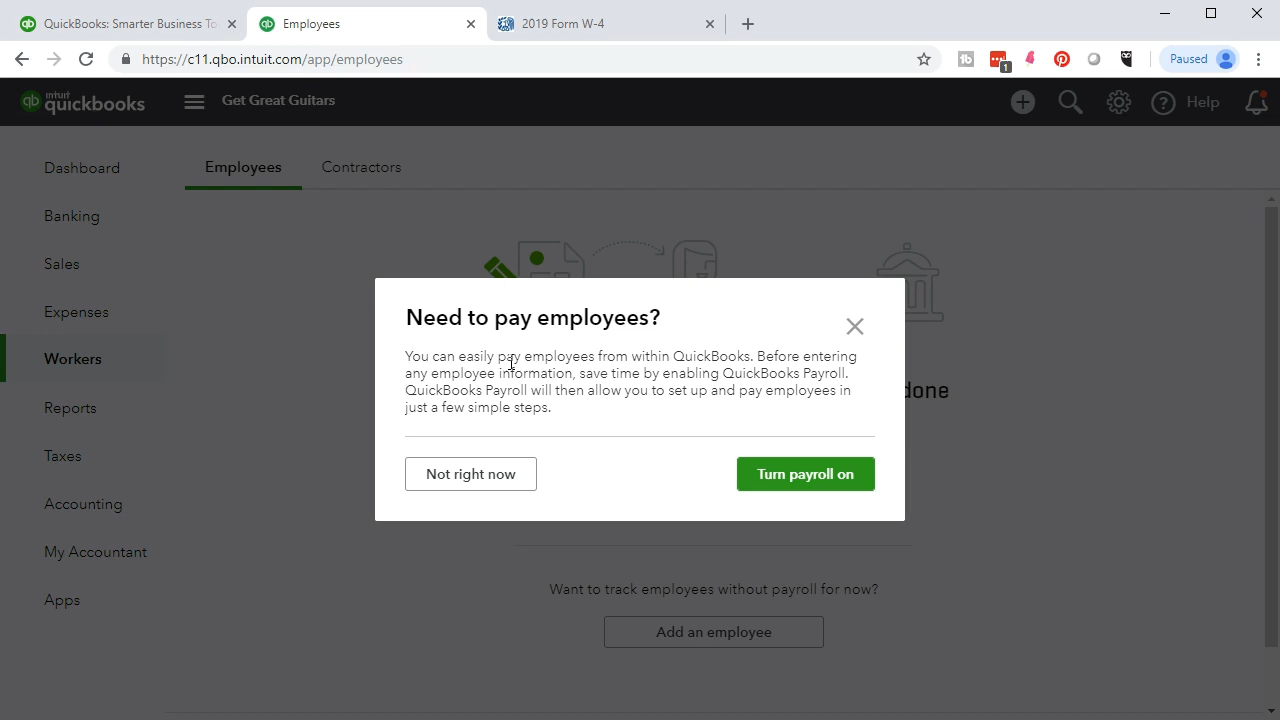 QuickBooks: Smarter Business To
Employees
2019 Form W-4
https://c11.qbo.intuit.com/app/employees
1
Paused
intuit
quickbooks
Get Great Guitars
Help
Dashboard
Banking
Sales
Expenses
Workers
Reports
Taxes
Accounting
My Accountant
Apps
Employees
Contractors
done
Need to pay employees?
You can easily pay employees from within QuickBooks. Before entering
any employee information, save time by enabling QuickBooks Payroll.
QuickBooks Payroll will then allow you to set up and pay employees in
just a few simple steps.
Not right now
Turn payroll on
Want to track employees without payroll for now?
Add an employee